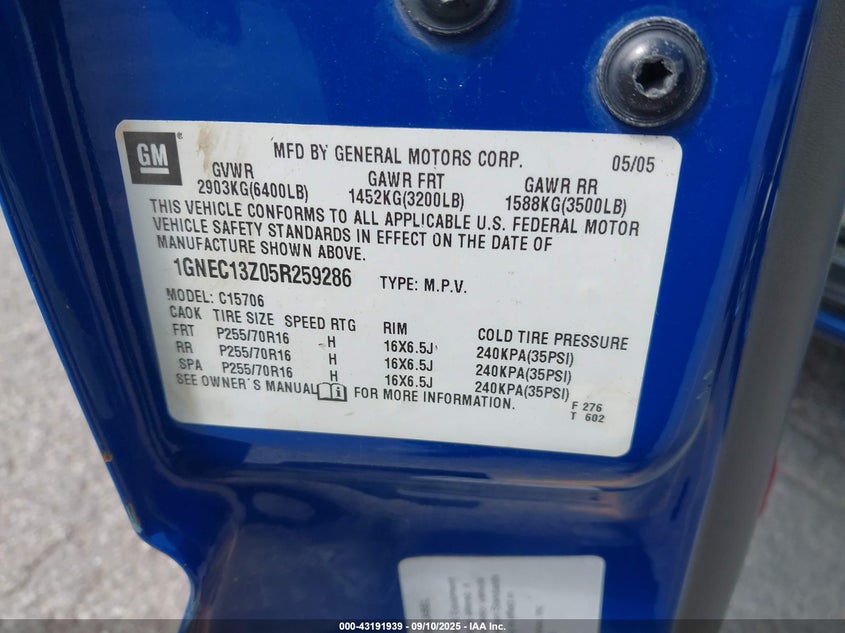 GM ®
MFD BY GENERAL MOTORS CORP. 05/05
GVWR GAWR FRT GAWR RR
2903KG(6400LB) 1452KG(3200LB) 1588KG(3500LB)
THIS VEHICLE CONFORMS TO ALL APPLICABLE U.S. FEDERAL MOTOR
VEHICLE SAFETY STANDARDS IN EFFECT ON THE DATE OF
MANUFACTURE SHOWN ABOVE.
1GNEC13Z05R259286 TYPE: M.P.V.
MODEL: C15706
CAOK TIRE SIZE SPEED RTG RIM COLD TIRE PRESSURE
FRT P255/70R16 H 16X6.5J 240KPA(35PSI)
RR P255/70R16 H 16X6.5J 240KPA(35PSI)
SPA P255/70R16 H 16X6.5J 240KPA(35PSI)
SEE OWNER'S MANUAL FOR MORE INFORMATION.
F 276
T 602
000-43191939 - 09/10/2025 - IAA Inc.